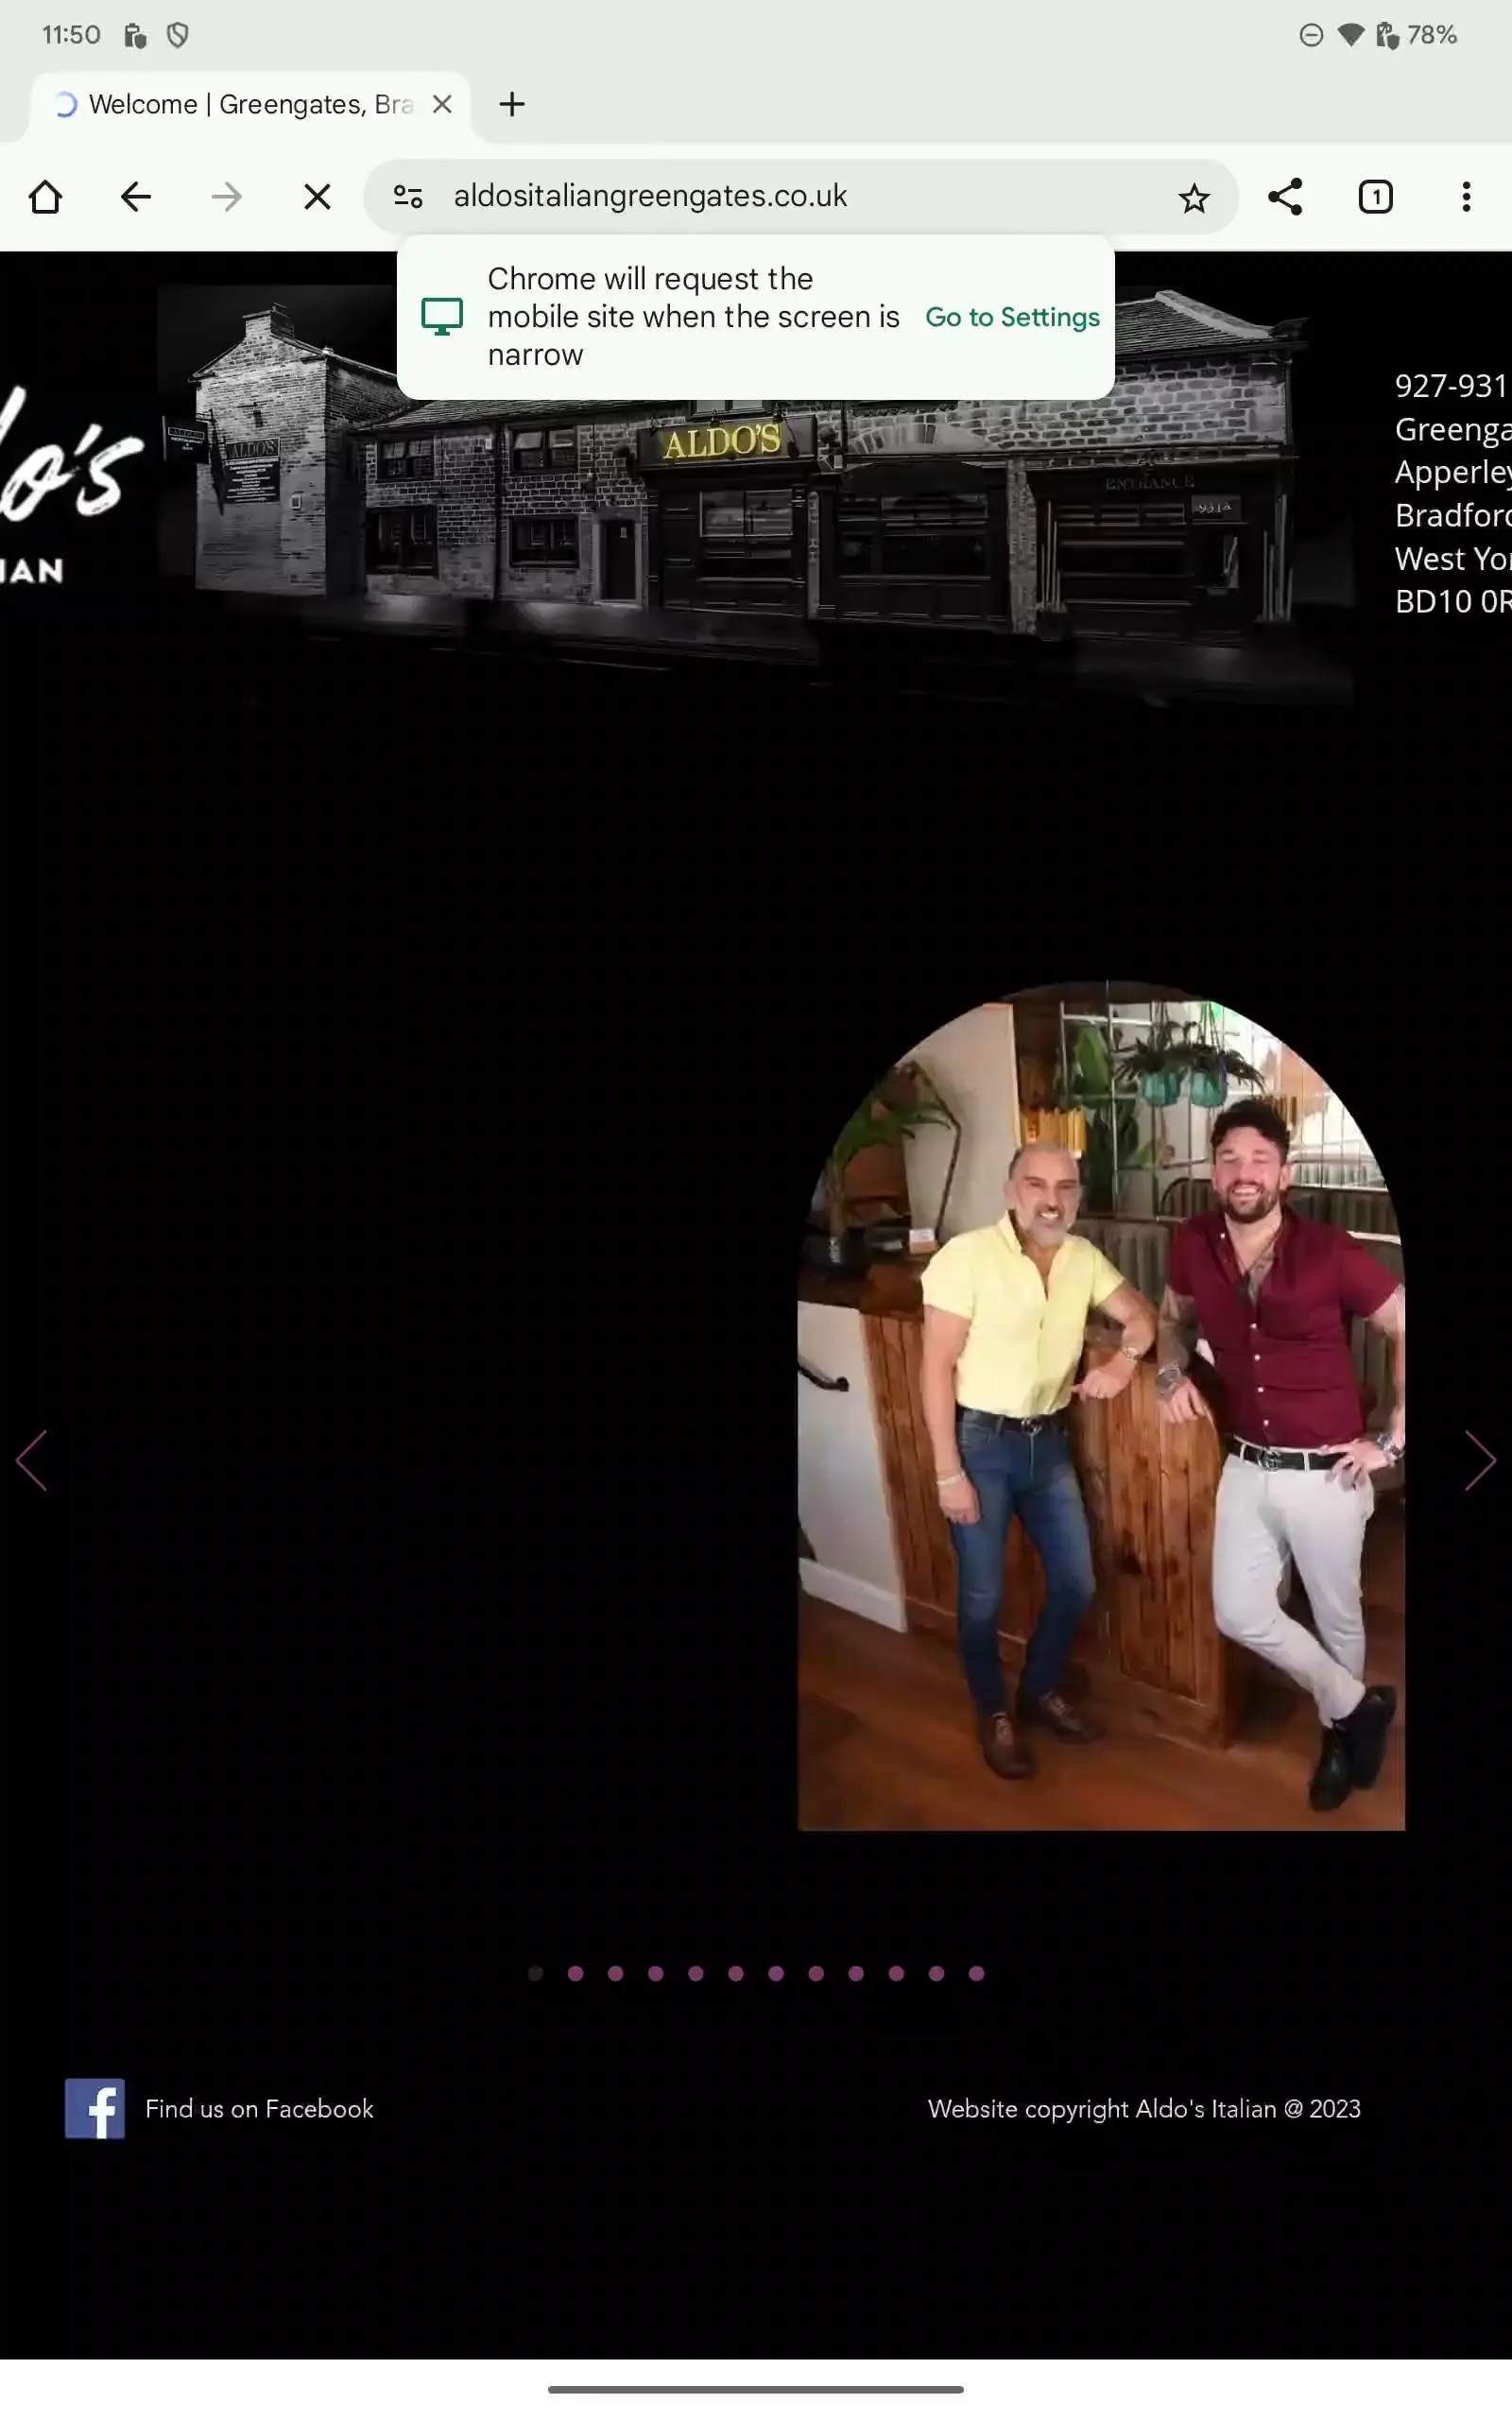 11:50
78%
Welcome | Greengates, Bra
aldositaliangreengates.co.uk
1
Chrome will request the
mobile site when the screen is
narrow
Go to Settings
lo's
IAN
ALDO'S
ALDO'S
ENTRANCE
931A
927-931
Greenga
Apperley
Bradford
West Yor
BD10 0R
Find us on Facebook
Website copyright Aldo's Italian @ 2023